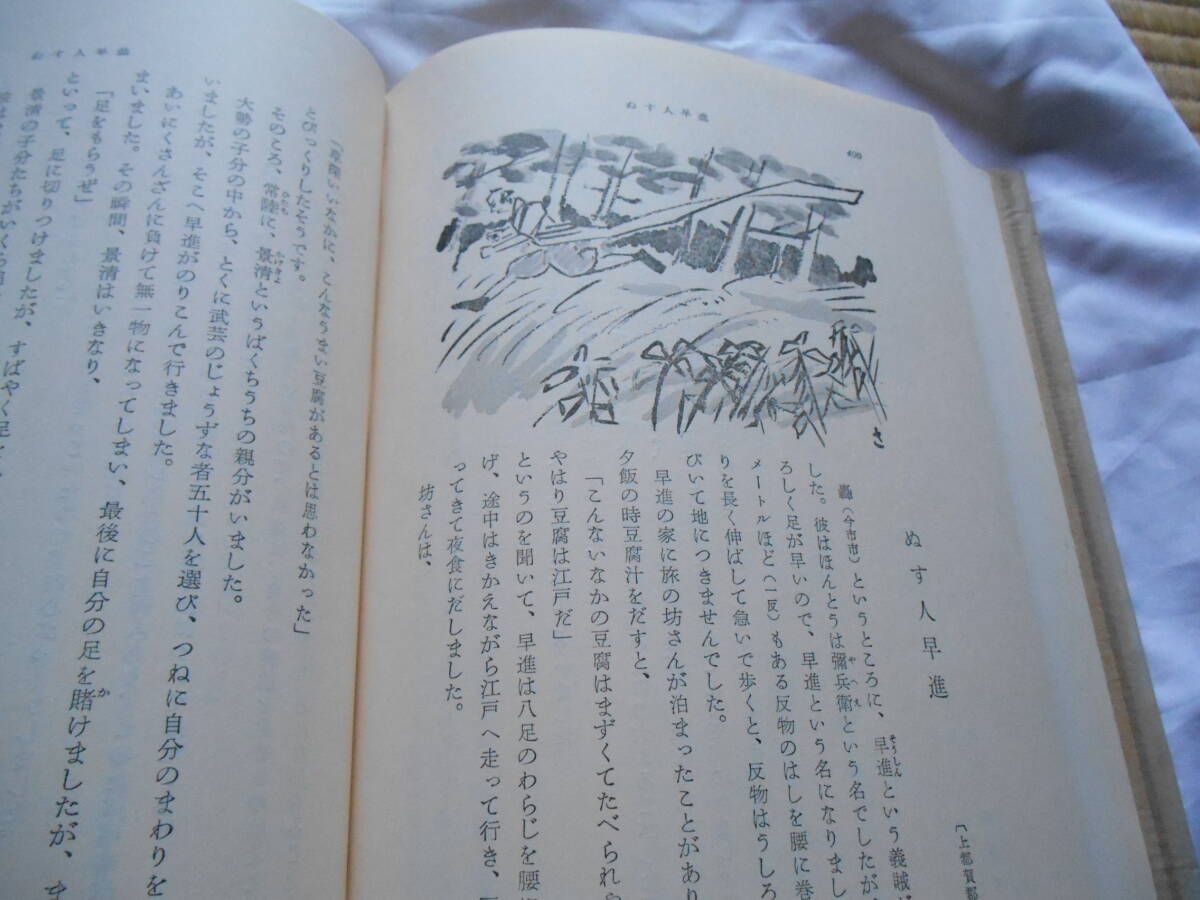 ぬす人早進
400
さ
ぬす人早進
〔上都賀郡
轟（今市市）というところに、早進という義賊が
した。彼はほんとうは彌兵衛という名でしたが
ろしく足が早いので、早進という名になりまし
メートルほど（一反）もある反物のはしを腰に巻
りを長く伸ばして急いで歩くと、反物はうしろ
びいて地につきませんでした。
早進の家に旅の坊さんが泊まったことがあり
夕飯の時豆腐汁をだすと、
「こんないなかの豆腐はまずくてたべられ
やはり豆腐は江戸だ」
というのを聞いて、早進は八足のわらじを腰
げ、途中はきかえながら江戸へ走って行き、
ってきて夜食にだしました。
坊さんは、
ぬす人早進
いいなかに、こんなうまい豆腐があるとは思わなかった」
とびっくりしたそうです。
そのころ、常陸に、景清というばくちうちの親分がいました。
大勢の子分の中から、とくに武芸のじょうずな者五十人を選び、つねに自分のまわりを
いましたが、そこへ早進がのりこんで行きました。
あいにくさんざんに負けて無一物になってしまい、最後に自分の足を賭けましたが、ま
まいました。その瞬間、景清はいきなり、
「足をもらうぜ」
といって、足に切りつけましたが、すばやく足
景清の子分たちがいくら追